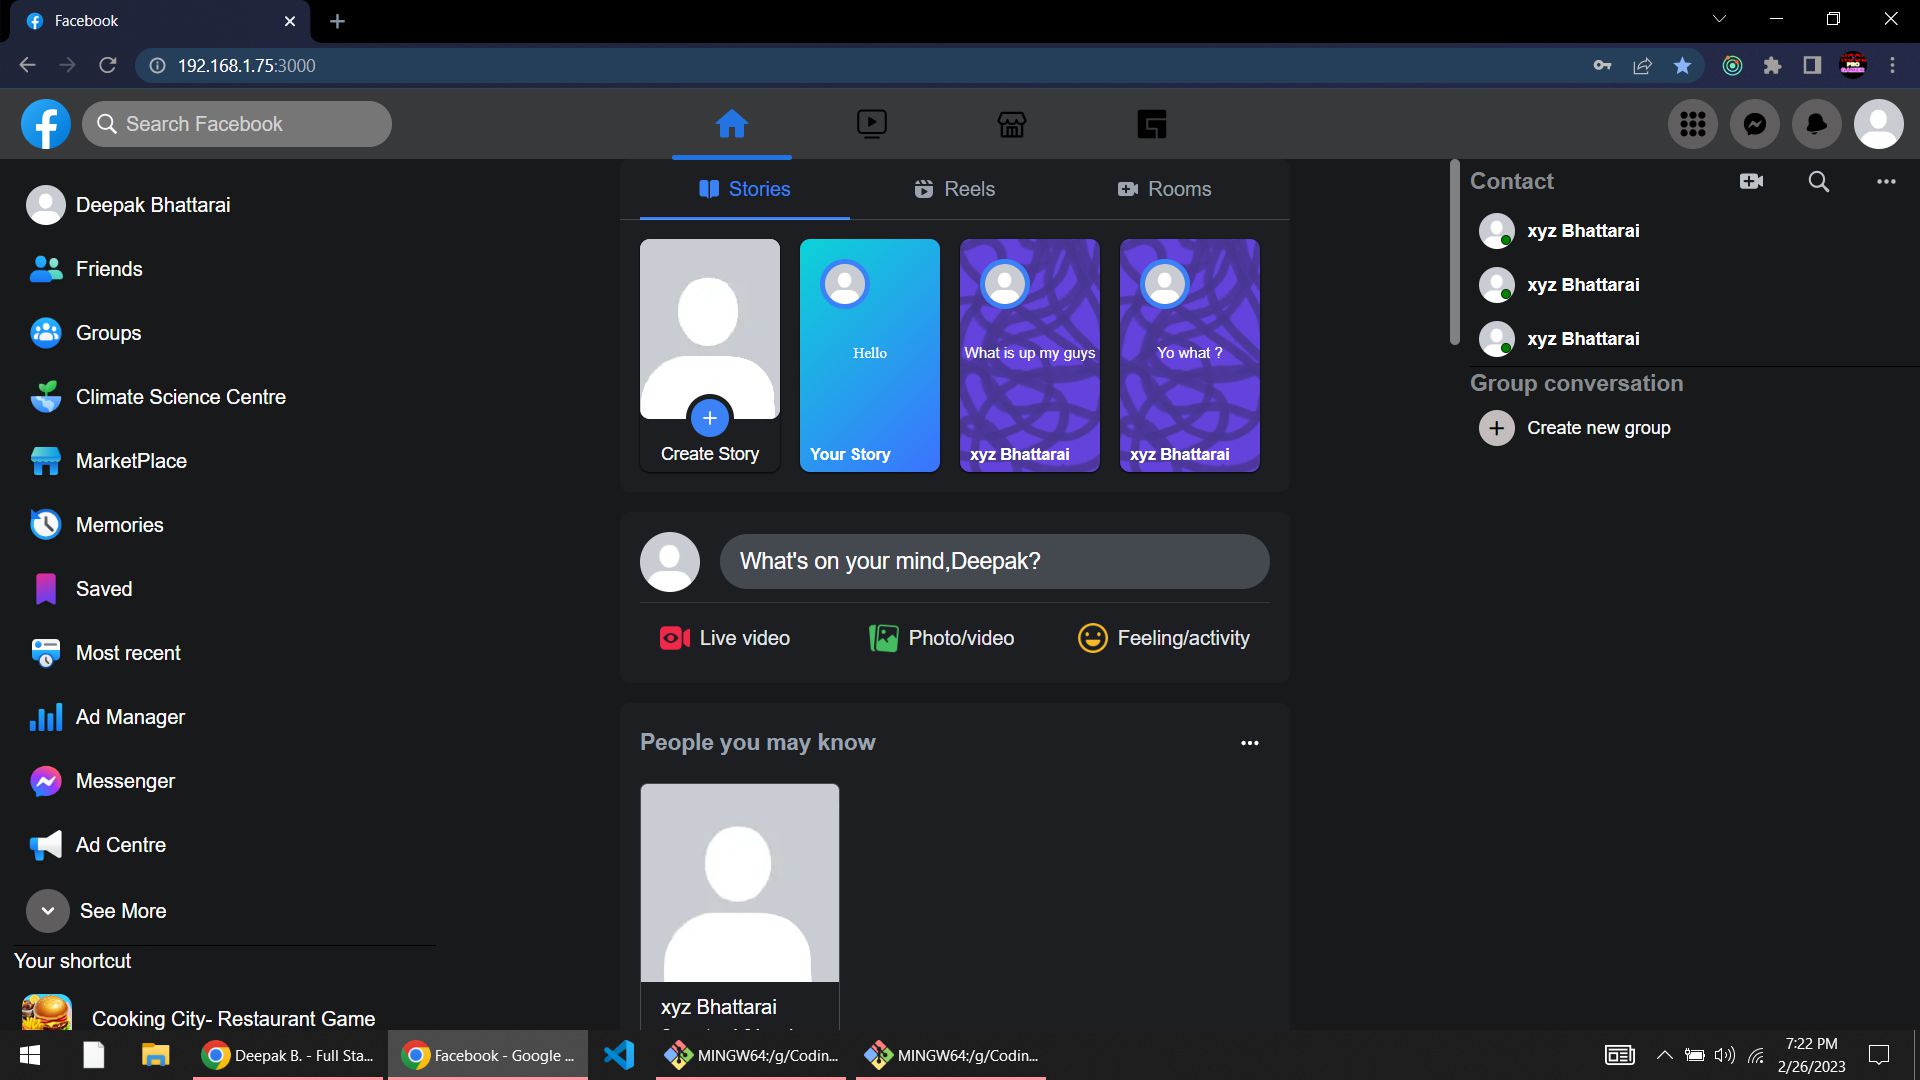 Facebook
192.168.1.75:3000
Search Facebook
Deepak Bhattarai
Friends
Groups
Climate Science Centre
MarketPlace
Memories
Saved
Most recent
Ad Manager
Messenger
Ad Centre
See More
Your shortcut
Cooking City- Restaurant Game
Stories Reels Rooms
Create Story
Hello
Your Story
What is up my guys
xyz Bhattarai
Yo what ?
xyz Bhattarai
What's on your mind,Deepak?
Live video Photo/video Feeling/activity
People you may know
xyz Bhattarai
Contact
xyz Bhattarai
xyz Bhattarai
xyz Bhattarai
Group conversation
Create new group
Deepak B. - Full Sta... Facebook - Google ... MINGW64:/g/Codin... MINGW64:/g/Codin...
7:22 PM
2/26/2023